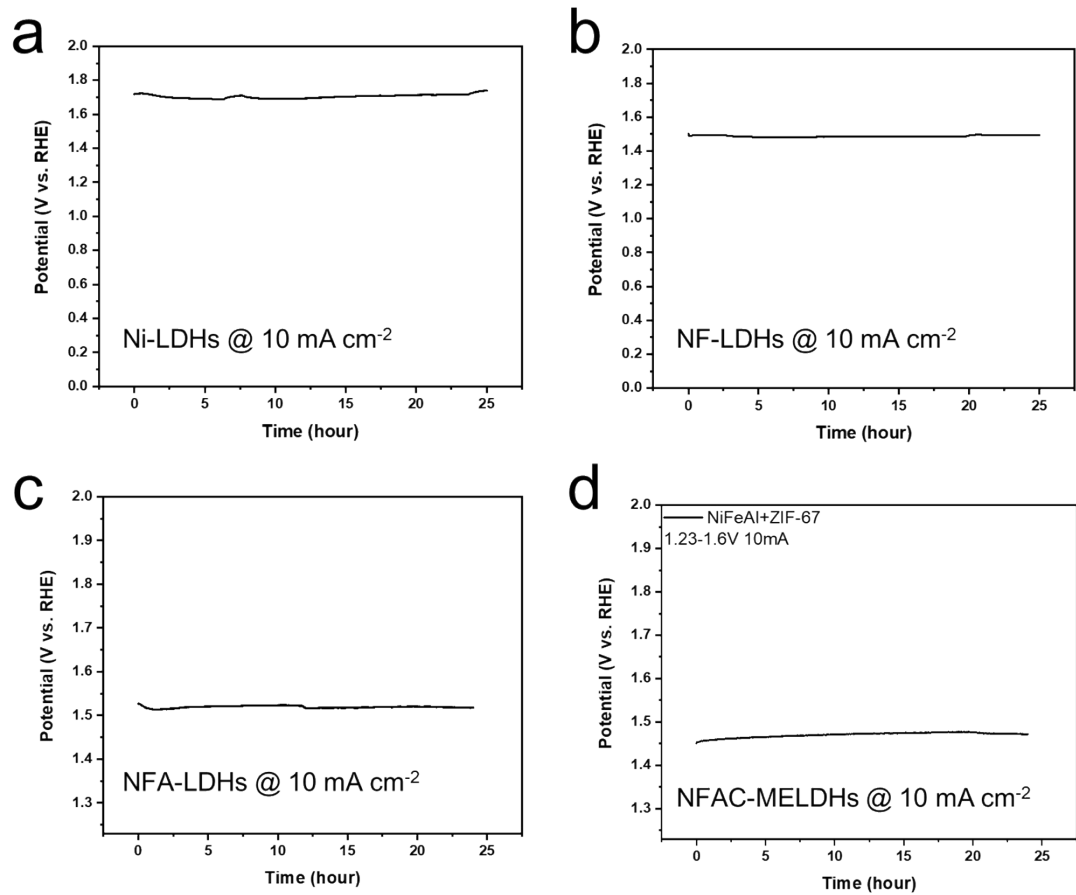 a
2.0
1.8
1.6
1.4
1.2
1.0
0.8
0.6
0.4
0.2
0.0
Potential (V vs. RHE)
Ni-LDHs @ 10 mA cm-2
0 5 10 15 20 25
Time (hour)
b
2.0
1.8
1.6
1.4
1.2
1.0
0.8
0.6
0.4
0.2
0.0
Potential (V vs. RHE)
NF-LDHs @ 10 mA cm-2
0 5 10 15 20 25
Time (hour)
c
2.0
1.9
1.8
1.7
1.6
1.5
1.4
1.3
Potential (V vs. RHE)
NFA-LDHs @ 10 mA cm-2
0 5 10 15 20 25
Time (hour)
d
2.0
1.9
1.8
1.7
1.6
1.5
1.4
1.3
Potential (V vs. RHE)
NiFeAl+ZIF-67
1.23-1.6V 10mA
NFAC-MELDHs @ 10 mA cm-2
0 5 10 15 20 25
Time (hour)